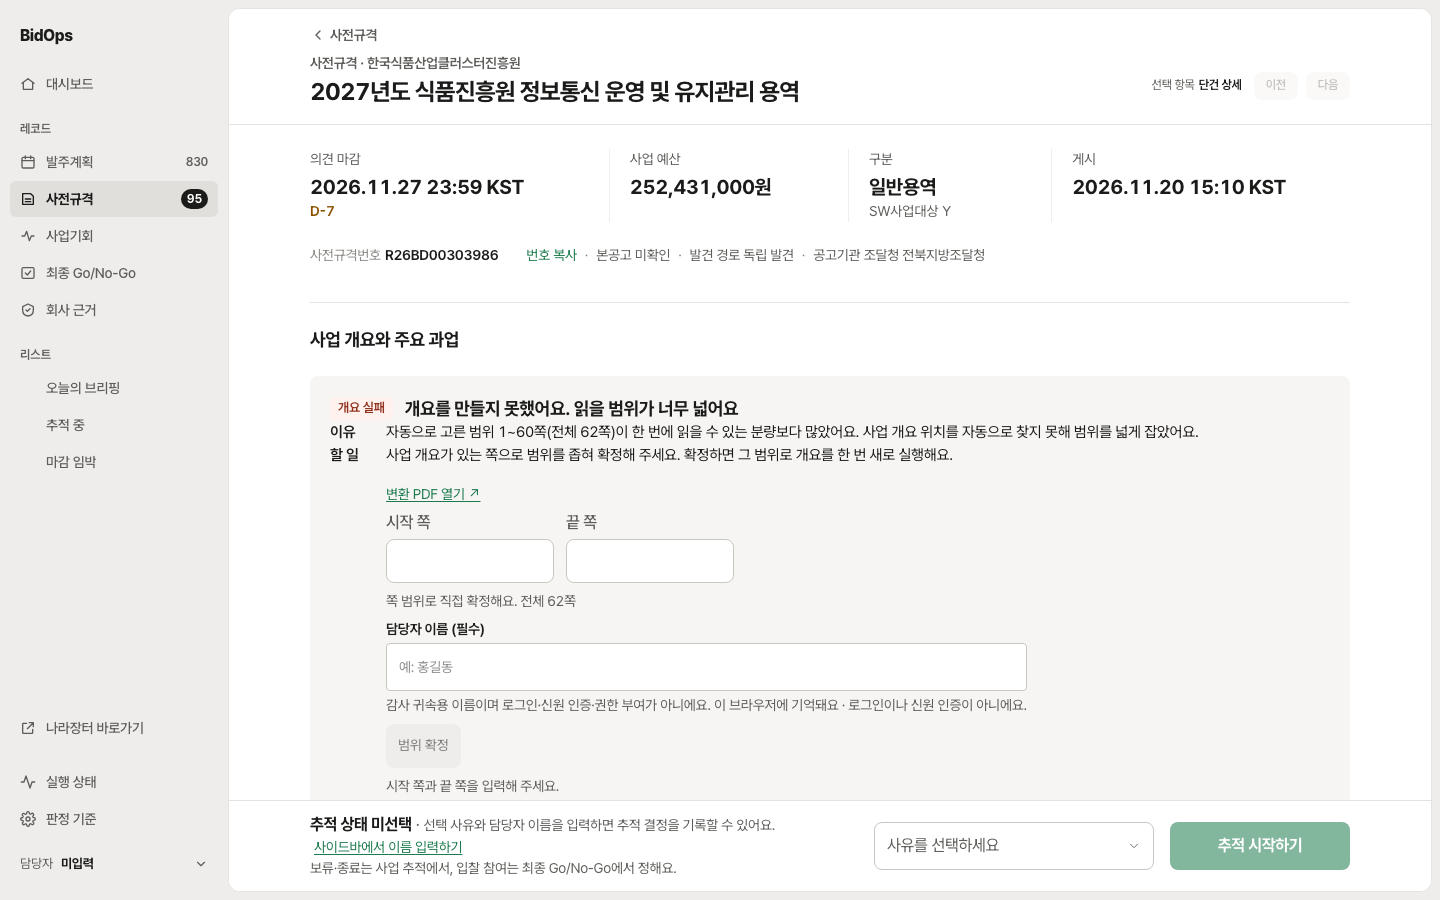 BidOps
대시보드
레코드
발주계획 830
사전규격 95
사업기회
최종 Go/No-Go
회사 근거
리스트
오늘의 브리핑
추적 중
마감 임박
나라장터 바로가기
실행 상태
판정 기준
담당자 미입력
사전규격
사전규격 · 한국식품산업클러스터진흥원
2027년도 식품진흥원 정보통신 운영 및 유지관리 용역
선택 항목 단건 상세 이전 다음
의견 마감
2026.11.27 23:59 KST
D-7
사업 예산
252,431,000원
구분
일반용역
SW사업대상 Y
게시
2026.11.20 15:10 KST
사전규격번호 R26BD00303986 번호 복사 · 본공고 미확인 · 발견 경로 독립 발견 · 공고기관 조달청 전북지방조달청
사업 개요와 주요 과업
개요 실패 개요를 만들지 못했어요. 읽을 범위가 너무 넓어요
이유 자동으로 고른 범위 1~60쪽(전체 62쪽)이 한 번에 읽을 수 있는 분량보다 많았어요. 사업 개요 위치를 자동으로 찾지 못해 범위를 넓게 잡았어요.
할 일 사업 개요가 있는 쪽으로 범위를 좁혀 확정해 주세요. 확정하면 그 범위로 개요를 한 번 새로 실행해요.
변환 PDF 열기 ↗
시작 쪽 끝 쪽
쪽 범위로 직접 확정해요. 전체 62쪽
담당자 이름 (필수)
예: 홍길동
감사 귀속용 이름이며 로그인·신원 인증·권한 부여가 아니에요. 이 브라우저에 기억돼요 · 로그인이나 신원 인증이 아니에요.
범위 확정
시작 쪽과 끝 쪽을 입력해 주세요.
추적 상태 미선택 · 선택 사유와 담당자 이름을 입력하면 추적 결정을 기록할 수 있어요.
사이드바에서 이름 입력하기
보류·종료는 사업 추적에서, 입찰 참여는 최종 Go/No-Go에서 정해요.
사유를 선택하세요
추적 시작하기